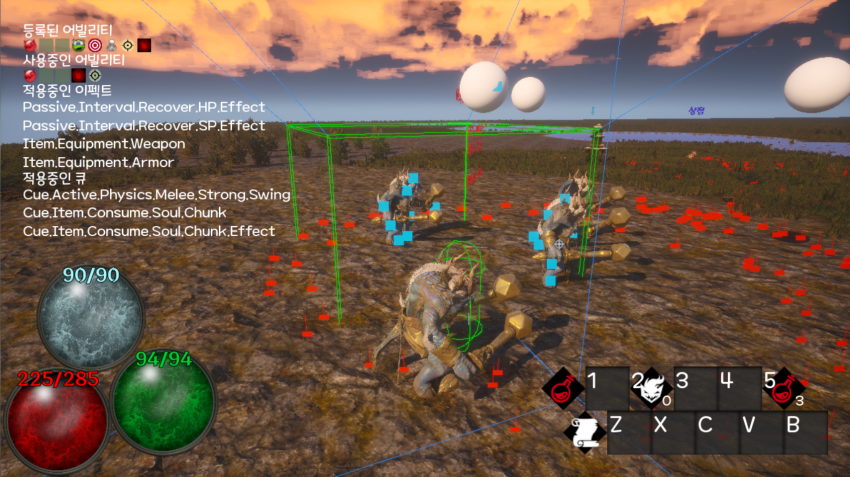 등록된 어빌리티
사용중인 어빌리티
적용중인 이펙트
Passive,Interval,Recover,HP,Effect
Passive,Interval,Recover,SP,Effect
Item,Equipment,Weapon
Item,Equipment,Armor
적용중인 큐
Cue,Active,Physics,Melee,Strong,Swing
Cue,Item,Consume,Soul,Chunk
Cue,Item,Consume,Soul,Chunk,Effect
상점
90/90
94/94
225/285
1 2 0 3 4 5 3
Z X C V B